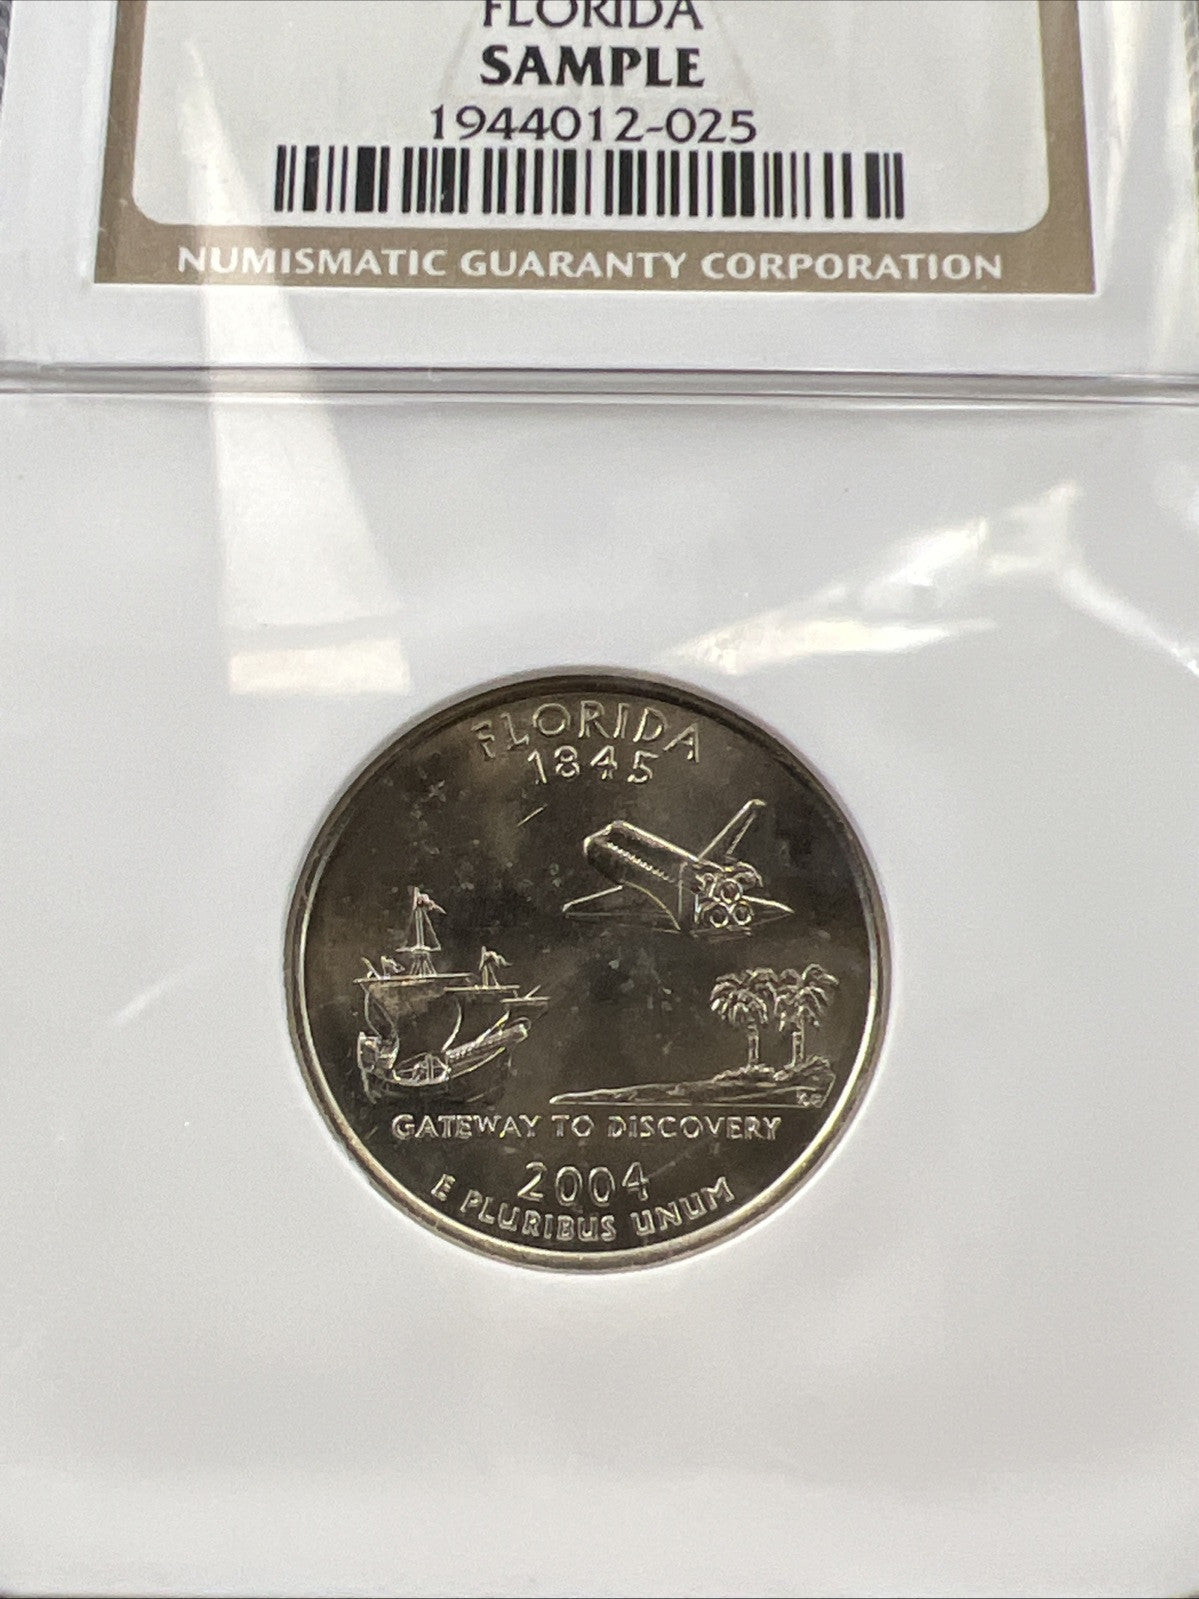 FLORIDA
SAMPLE
1944012-025
NUMISMATIC GUARANTY CORPORATION
FLORIDA
1845
GATEWAY TO DISCOVERY
2004
E PLURIBUS UNUM